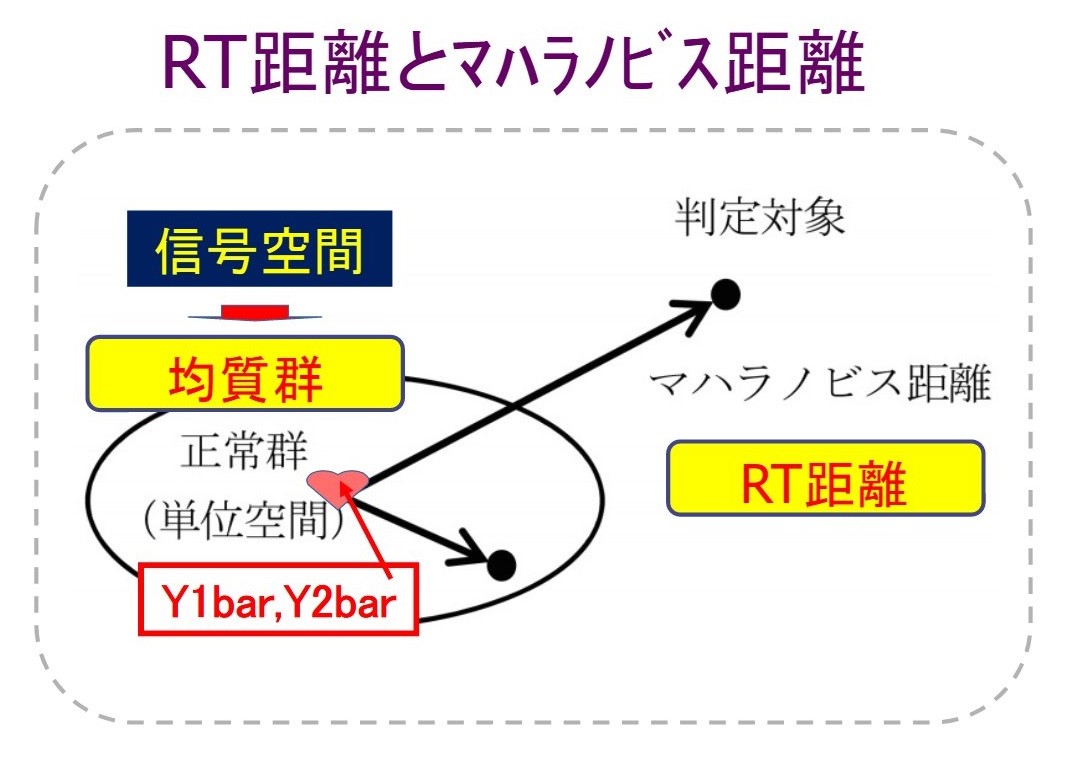 RT距離とﾏﾊﾗﾉﾋﾞｽ距離
判定対象
信号空間
均質群
マハラノビス距離
正常群
RT距離
（単位空間）
Y1bar,Y2bar